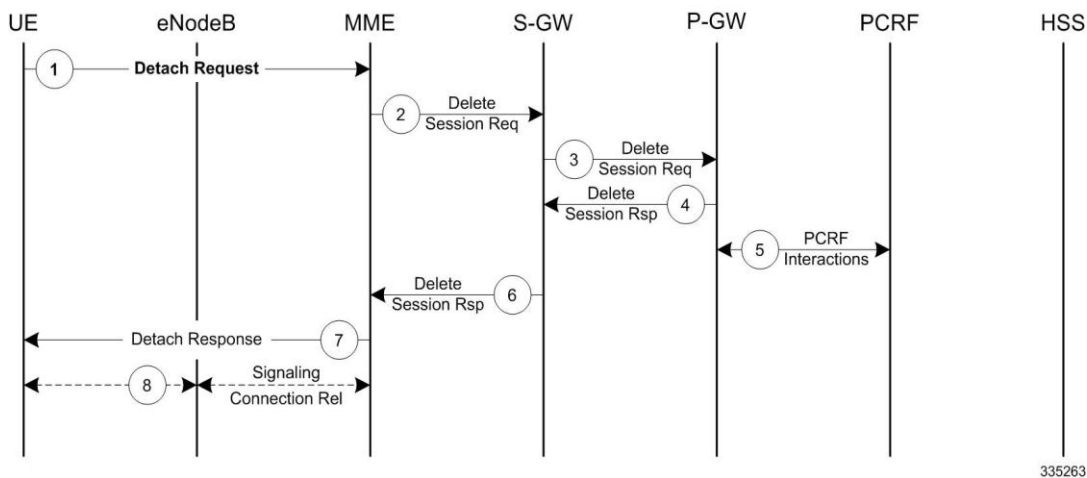 UE eNodeB MME S-GW P-GW PCRF HSS
1 Detach Request
2 Delete
Session Req
3 Delete
Session Req
Delete 4
Session Rsp
5 PCRF
Interactions
Delete 6
Session Rsp
Detach Response 7
8 Signaling
Connection Rel
335263